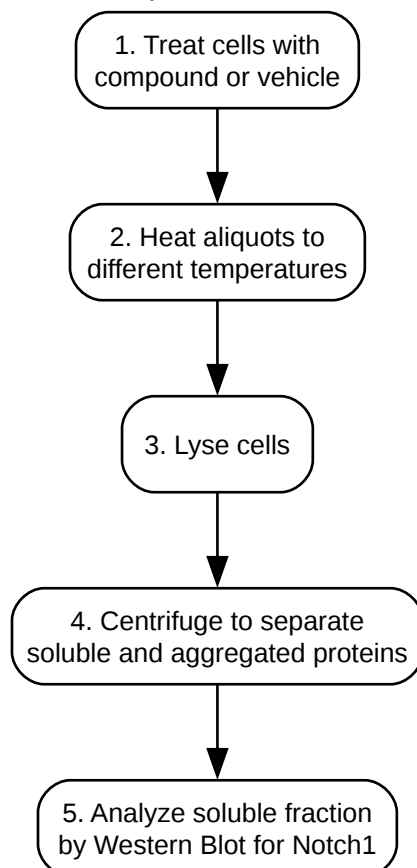 1. Treat cells with
compound or vehicle
2. Heat aliquots to
different temperatures
3. Lyse cells
4. Centrifuge to separate
soluble and aggregated proteins
5. Analyze soluble fraction
by Western Blot for Notch1